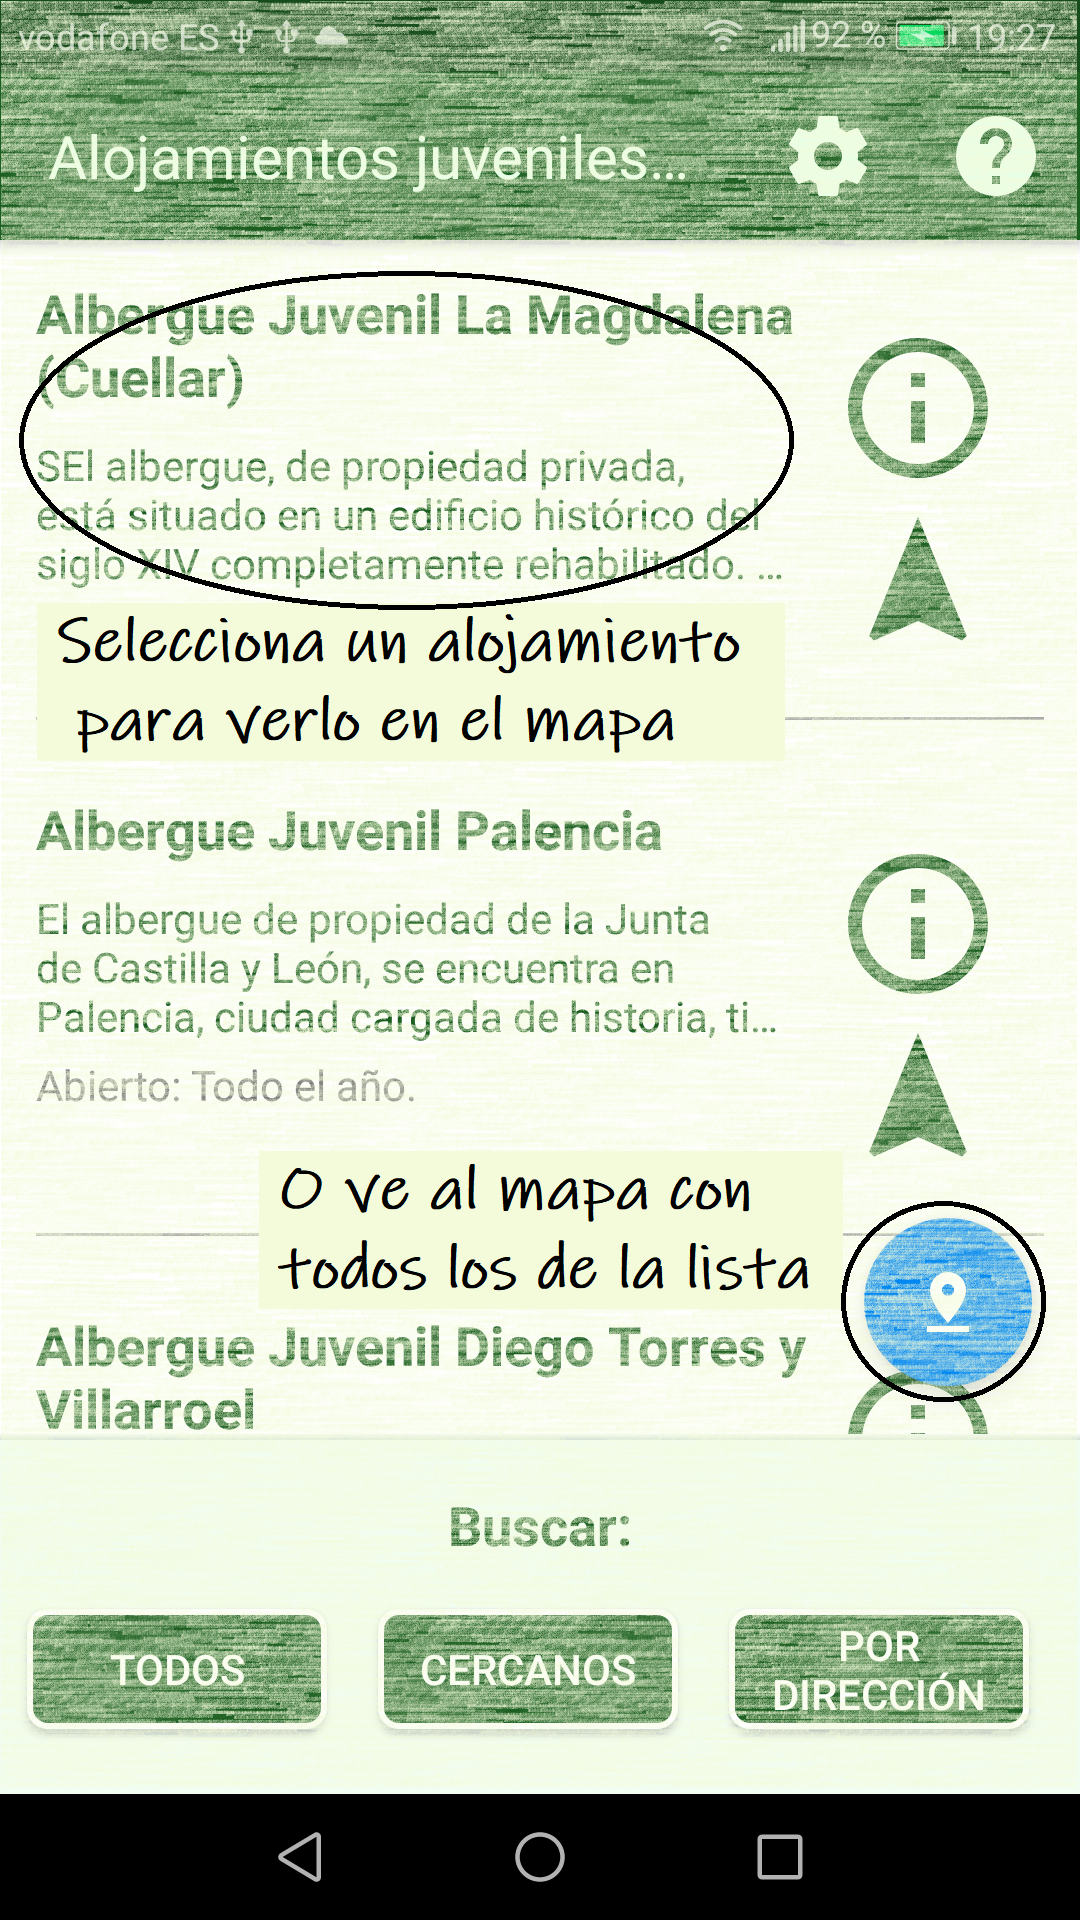 vodafone ES 92 % 19:27
Alojamientos juveniles...
Albergue Juvenil La Magdalena
(Cuellar)
SEl albergue, de propiedad privada,
está situado en un edificio histórico del
siglo XIV completamente rehabilitado. ...
Selecciona un alojamiento
para verlo en el mapa
Albergue Juvenil Palencia
El albergue de propiedad de la Junta
de Castilla y León, se encuentra en
Palencia, ciudad cargada de historia, ti...
Abierto: Todo el año.
O ve al mapa con
todos los de la lista
Albergue Juvenil Diego Torres y
Villarroel
Buscar:
TODOS
CERCANOS
POR
DIRECCIÓN